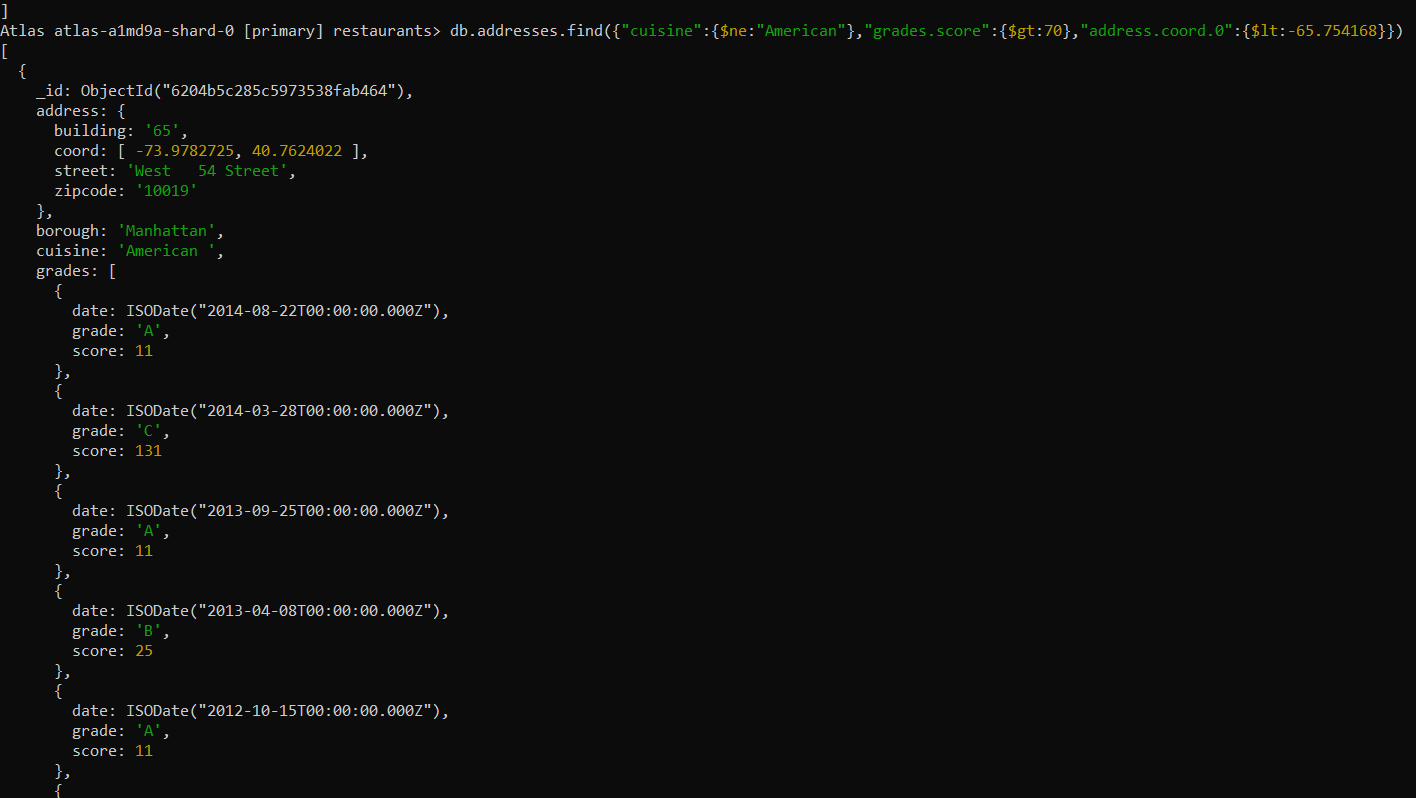 ]
Atlas atlas-a1md9a-shard-0 [primary] restaurants> db.addresses.find({"cuisine":{$ne:"American"},"grades.score":{$gt:70},"address.coord.0":{$lt:-65.754168}})
[
  {
    _id: ObjectId("6204b5c285c5973538fab464"),
    address: {
      building: '65',
      coord: [ -73.9782725, 40.7624022 ],
      street: 'West   54 Street',
      zipcode: '10019'
    },
    borough: 'Manhattan',
    cuisine: 'American ',
    grades: [
      {
        date: ISODate("2014-08-22T00:00:00.000Z"),
        grade: 'A',
        score: 11
      },
      {
        date: ISODate("2014-03-28T00:00:00.000Z"),
        grade: 'C',
        score: 131
      },
      {
        date: ISODate("2013-09-25T00:00:00.000Z"),
        grade: 'A',
        score: 11
      },
      {
        date: ISODate("2013-04-08T00:00:00.000Z"),
        grade: 'B',
        score: 25
      },
      {
        date: ISODate("2012-10-15T00:00:00.000Z"),
        grade: 'A',
        score: 11
      },
      {